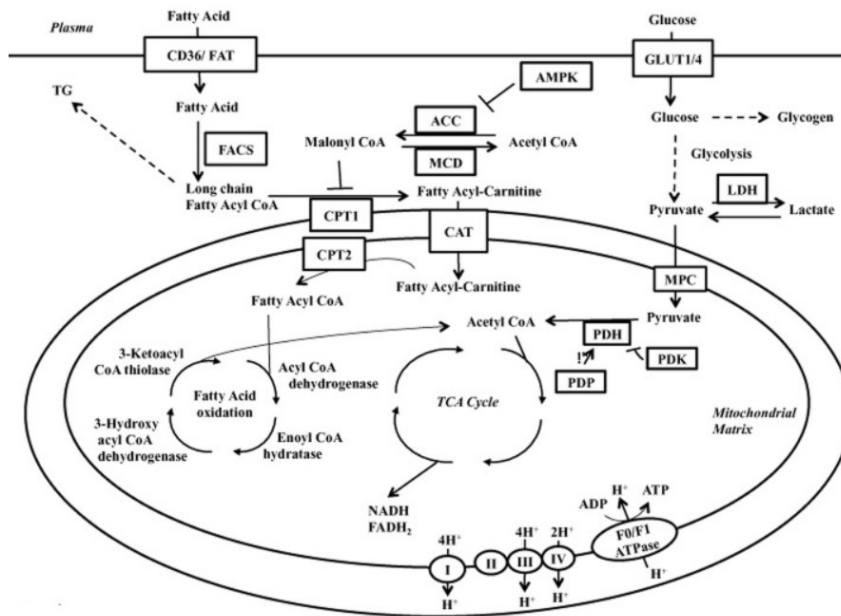 Plasma
Fatty Acid
Glucose
CD36/ FAT
GLUT1/4
AMPK
TG
Fatty Acid
ACC
Glucose
Glycogen
Malonyl CoA
Acetyl CoA
FACS
MCD
Glycolysis
LDH
Long chain
Fatty Acyl CoA
Fatty Acyl-Carnitine
Pyruvate
Lactate
CPT1
CAT
CPT2
MPC
Fatty Acyl-Carnitine
Fatty Acyl CoA
Acetyl CoA
Pyruvate
PDH
3-Ketoacyl
CoA thiolase
Acyl CoA
dehydrogenase
PDK
PDP
Fatty Acid
oxidation
TCA Cycle
3-Hydroxy
acyl CoA
dehydrogenase
Enoyl CoA
hydratase
Mitochondrial
Matrix
NADH
FADH₂
H⁺
ATP
ADP
F0/F1
ATPase
4H⁺
4H⁺
2H⁺
I
II
III
IV
H⁺
H⁺
H⁺
H⁺